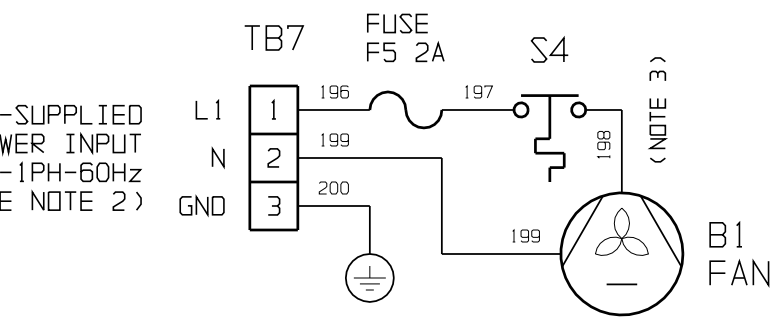 FUSE
F5 2A
TB7
S4
(NOTE 3)
-SUPPLIED
WER INPUT
-1PH-60Hz
E NOTE 2)
L1
1
196
197
198
N
2
199
GND
3
200
199
B1
FAN